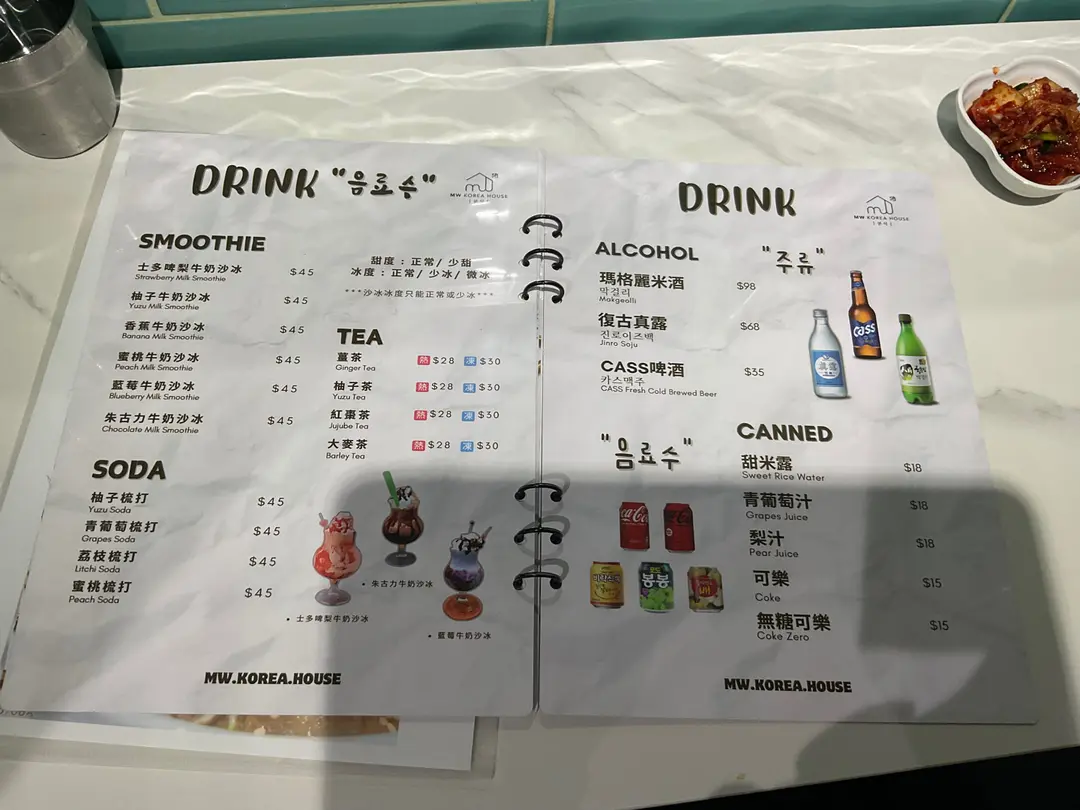 DRINK "음료수"
MW KOREA HOUSE
SMOOTHIE
士多啤梨牛奶沙冰 $45
Strawberry Milk Smoothie
柚子牛奶沙冰 $45
Yuzu Milk Smoothie
香蕉牛奶沙冰 $45
Banana Milk Smoothie
蜜桃牛奶沙冰 $45
Peach Milk Smoothie
藍莓牛奶沙冰 $45
Blueberry Milk Smoothie
朱古力牛奶沙冰 $45
Chocolate Milk Smoothie
SODA
柚子梳打 $45
Yuzu Soda
青葡萄梳打 $45
Grapes Soda
荔枝梳打 $45
Litchi Soda
蜜桃梳打 $45
Peach Soda
甜度：正常/ 少甜
冰度：正常/ 少冰/ 微冰
***沙冰冰度只能正常或少冰***
TEA
薑茶 熱 $28 凍 $30
Ginger Tea
柚子茶 熱 $28 凍 $30
Yuzu Tea
紅棗茶 熱 $28 凍 $30
Jujube Tea
大麥茶 熱 $28 凍 $30
Barley Tea
• 朱古力牛奶沙冰
• 士多啤梨牛奶沙冰
• 藍莓牛奶沙冰
MW.KOREA.HOUSE
DRINK
MW KOREA HOUSE
ALCOHOL "주류"
瑪格麗米酒 $98
막걸리
Makgeolli
復古真露 $68
진로이즈백
Jinro Soju
CASS啤酒 $35
카스맥주
CASS Fresh Cold Brewed Beer
Cass
"음료수"
CANNED
甜米露 $18
Sweet Rice Water
青葡萄汁 $18
Grapes Juice
梨汁 $18
Pear Juice
可樂 $15
Coke
無糖可樂 $15
Coke Zero
Coca-Cola
봉봉
배
MW.KOREA.HOUSE